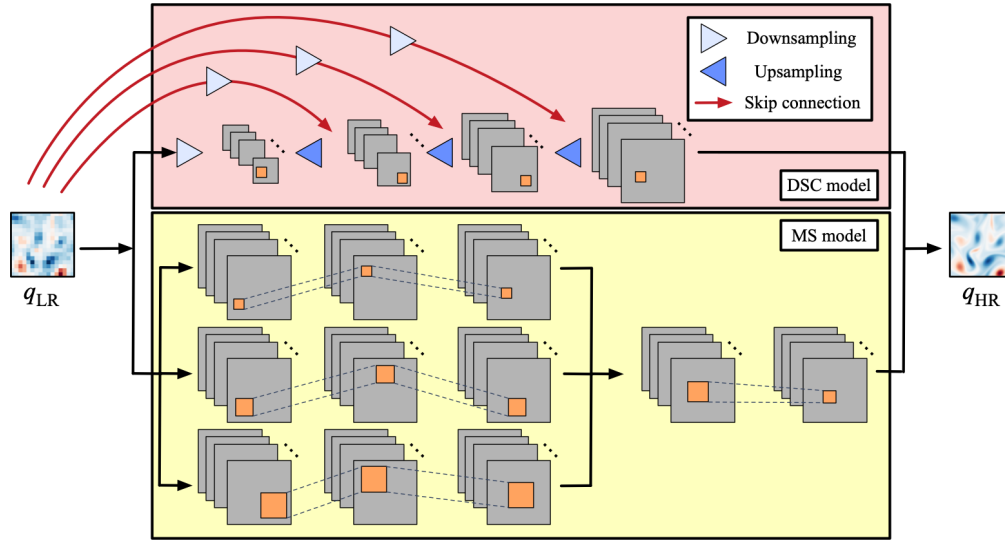 Downsampling
Upsampling
Skip connection
DSC model
MS model
q_LR
q_HR